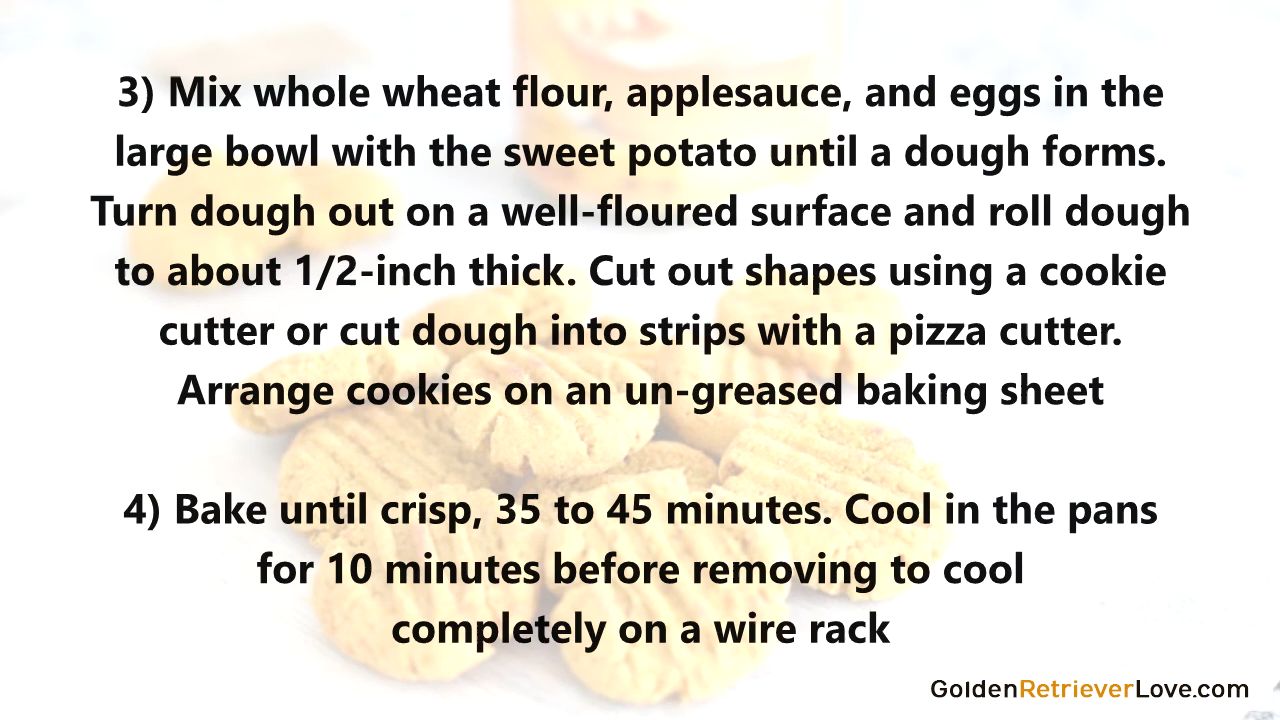 3) Mix whole wheat flour, applesauce, and eggs in the
large bowl with the sweet potato until a dough forms.
Turn dough out on a well-floured surface and roll dough
to about 1/2-inch thick. Cut out shapes using a cookie
cutter or cut dough into strips with a pizza cutter.
Arrange cookies on an un-greased baking sheet
4) Bake until crisp, 35 to 45 minutes. Cool in the pans
for 10 minutes before removing to cool
completely on a wire rack
GoldenRetrieverLove.com